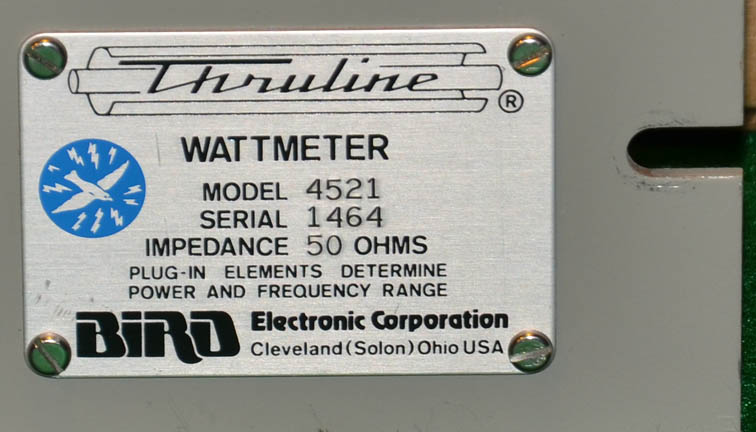 Thruline ®
WATTMETER
MODEL 4521
SERIAL 1464
IMPEDANCE 50 OHMS
PLUG-IN ELEMENTS DETERMINE
POWER AND FREQUENCY RANGE
BIRD Electronic Corporation
Cleveland (Solon) Ohio USA